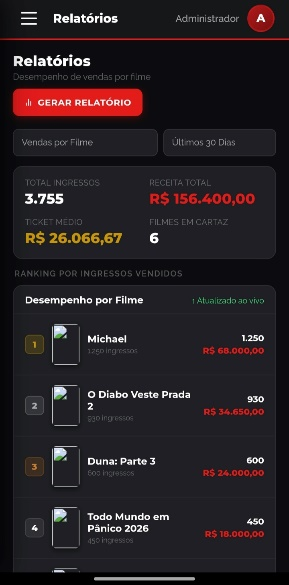 Relatórios
Administrador
A
Relatórios
Desempenho de vendas por filme
GERAR RELATÓRIO
Vendas por Filme
Últimos 30 Dias
TOTAL INGRESSOS
RECEITA TOTAL
3.755
R$ 156.400,00
TICKET MÉDIO
FILMES EM CARTAZ
R$ 26.066,67
6
RANKING POR INGRESSOS VENDIDOS
Desempenho por Filme
↑ Atualizado ao vivo
1
Michael
1.250 ingressos
1.250
R$ 68.000,00
2
O Diabo Veste Prada
2
930 ingressos
930
R$ 34.650,00
3
Duna: Parte 3
600 ingressos
600
R$ 24.000,00
4
Todo Mundo em
Pânico 2026
450 ingressos
450
R$ 18.000,00